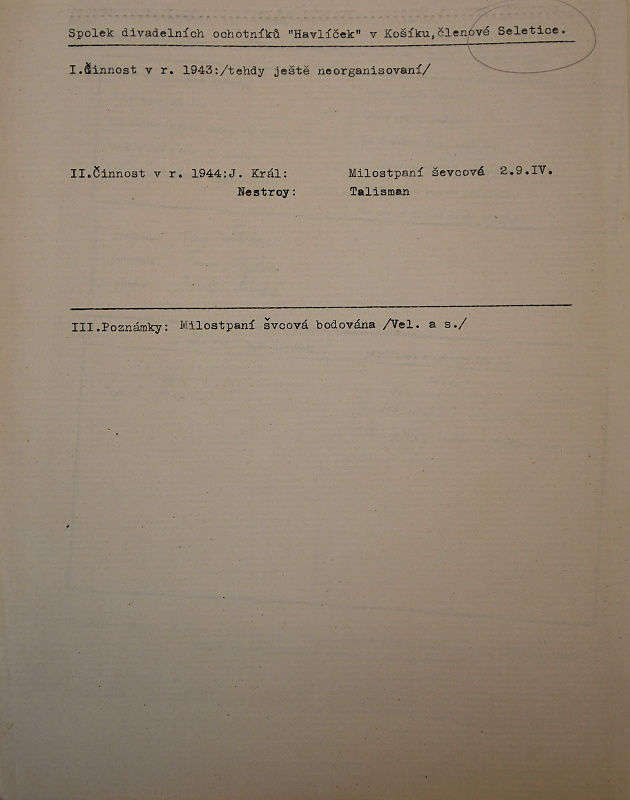 Spolek divadelních ochotníků "Havlíček" v Košíku,členové Seletice.
I.Činnost v r. 1943:/tehdy ještě neorganisovaní/
II.Činnost v r. 1944:J. Král: Milostpaní ševcová 2.9.IV.
Nestroy: Talisman
III.Poznámky: Milostpaní švcová bodována /Vel. a s./